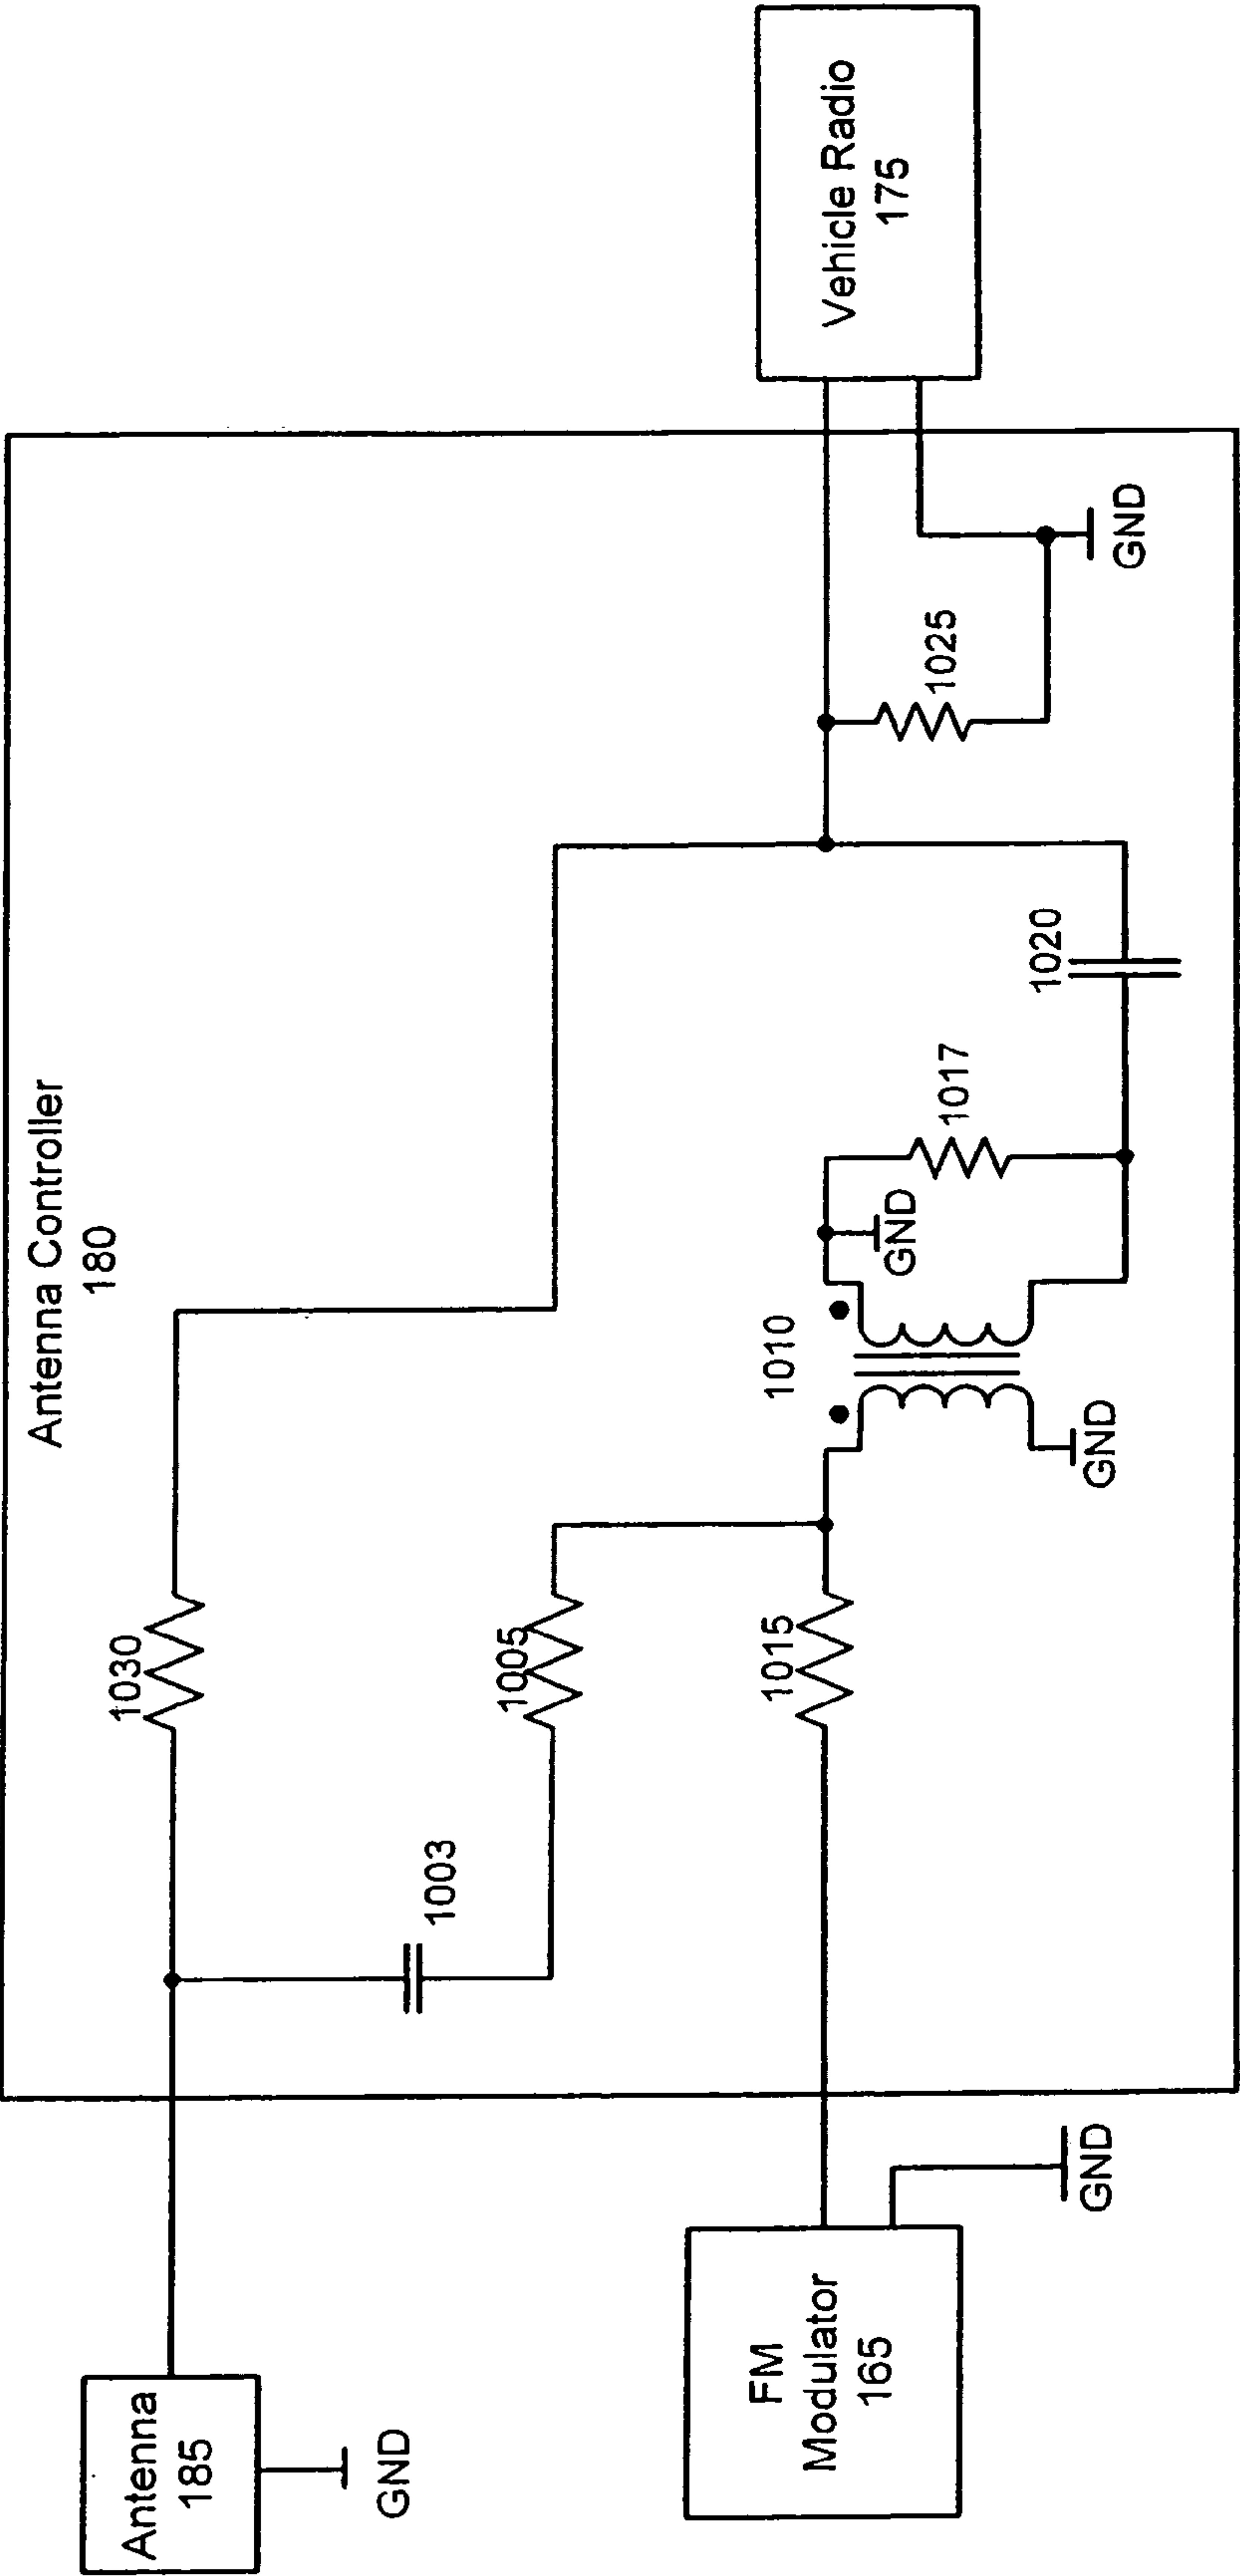 Antenna Controller
180
Antenna
185
GND
1030
1003
1005
FM
Modulator
165
GND
1015
1010
GND
GND
1017
1020
1025
GND
Vehicle Radio
175